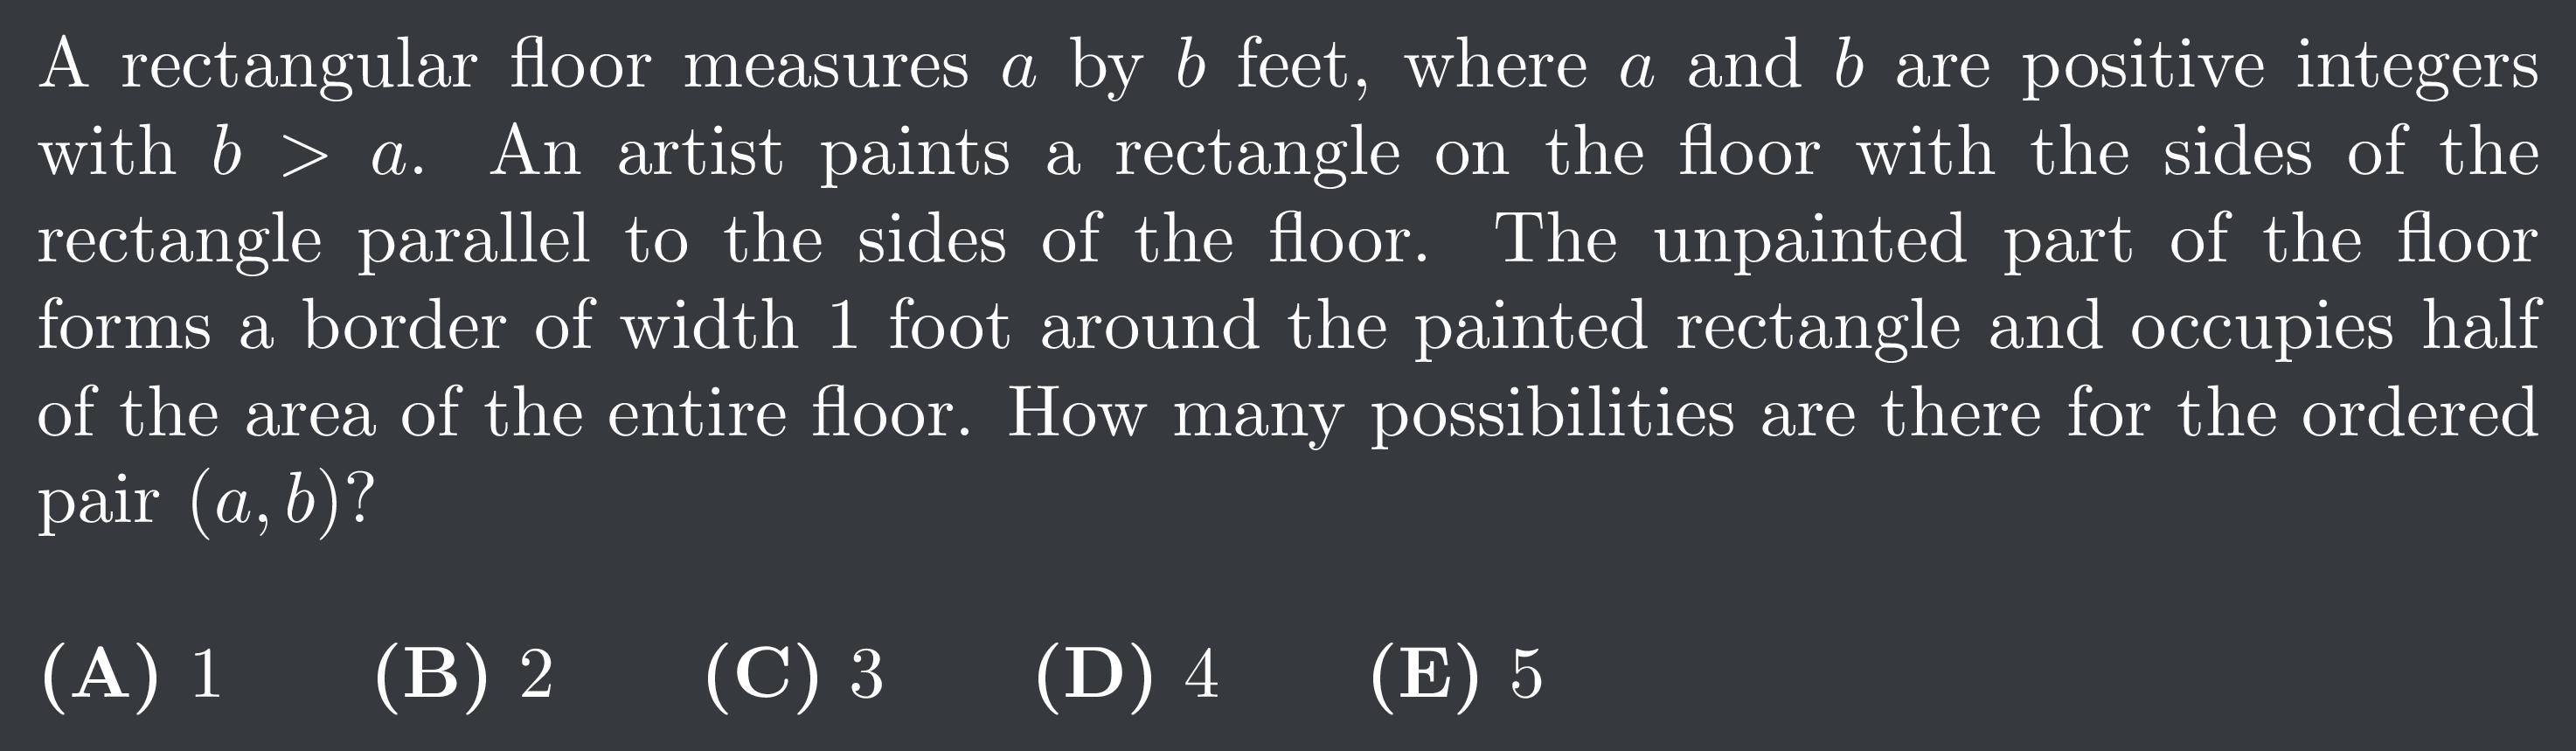 A rectangular floor measures a by b feet, where a and b are positive integers
with b > a. An artist paints a rectangle on the floor with the sides of the
rectangle parallel to the sides of the floor. The unpainted part of the floor
forms a border of width 1 foot around the painted rectangle and occupies half
of the area of the entire floor. How many possibilities are there for the ordered
pair (a, b)?
(A) 1 (B) 2 (C) 3 (D) 4 (E) 5